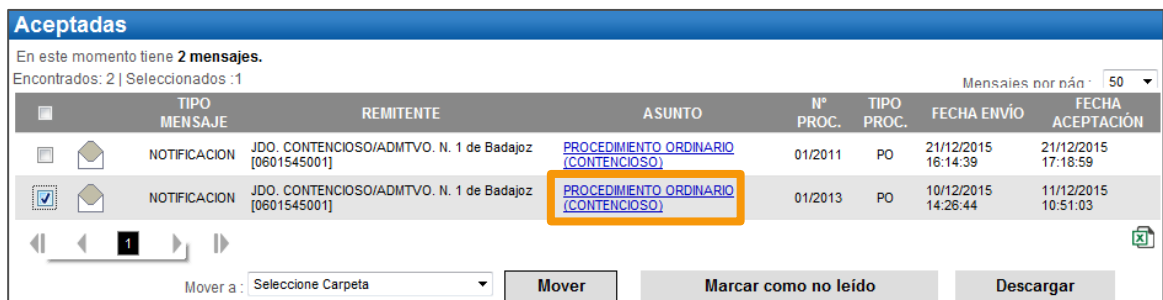 Aceptadas
En este momento tiene 2 mensajes.
Encontrados: 2 | Seleccionados :1
Mensajes por pág : 50
TIPO MENSAJE REMITENTE ASUNTO Nº PROC. TIPO PROC. FECHA ENVÍO FECHA ACEPTACIÓN
NOTIFICACION JDO. CONTENCIOSO/ADMTVO. N. 1 de Badajoz PROCEDIMIENTO ORDINARIO 01/2011 PO 21/12/2015 21/12/2015
[0601545001] (CONTENCIOSO) 16:14:39 17:18:59
NOTIFICACION JDO. CONTENCIOSO/ADMTVO. N. 1 de Badajoz PROCEDIMIENTO ORDINARIO 01/2013 PO 10/12/2015 11/12/2015
[0601545001] (CONTENCIOSO) 14:26:44 10:51:03
1
Mover a : Seleccione Carpeta Mover Marcar como no leído Descargar